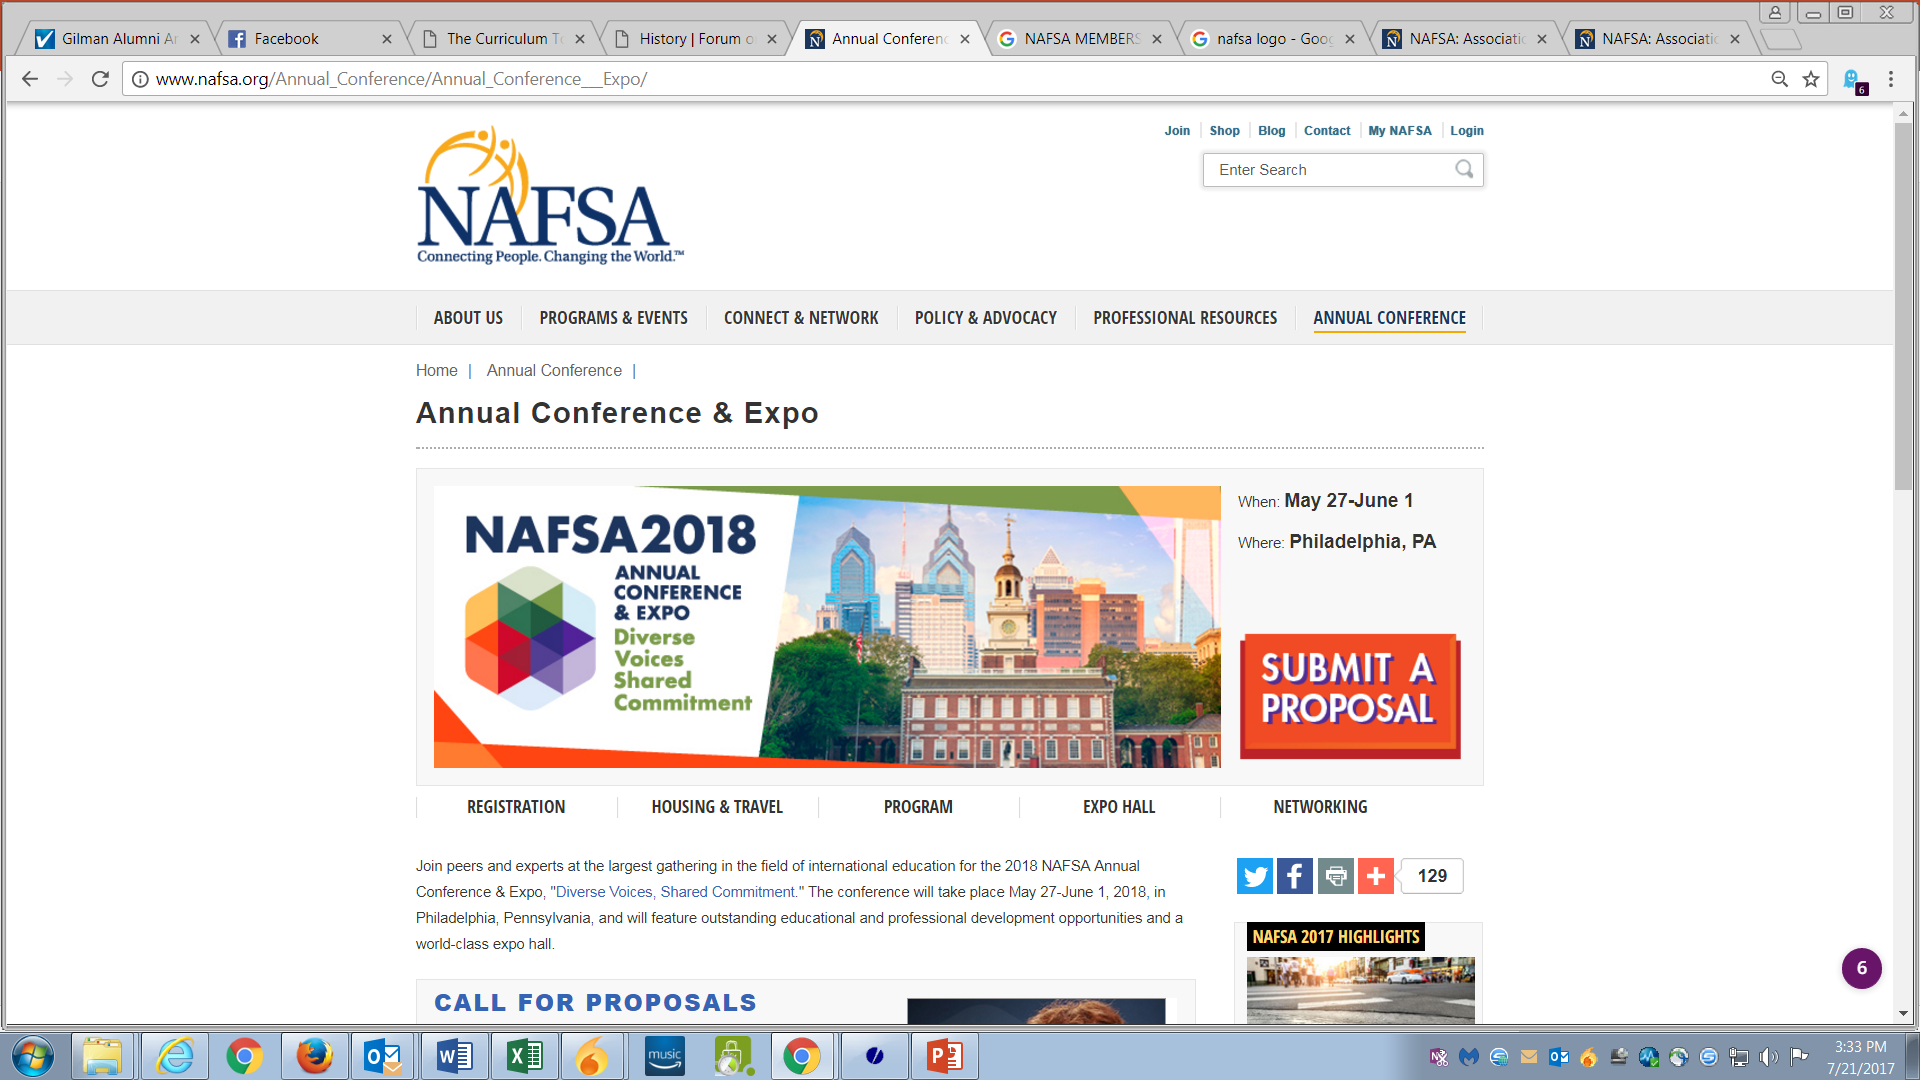 Gilman Alumni Ar
Facebook
The Curriculum To
History | Forum o
Annual Conferenc
NAFSA MEMBERS
nafsa logo - Goog
NAFSA: Associatio
NAFSA: Associatio
www.nafsa.org/Annual_Conference/Annual_Conference___Expo/
6
Join
Shop
Blog
Contact
My NAFSA
Login
Enter Search
NAFSA
Connecting People. Changing the World.™
ABOUT US
PROGRAMS & EVENTS
CONNECT & NETWORK
POLICY & ADVOCACY
PROFESSIONAL RESOURCES
ANNUAL CONFERENCE
Home | Annual Conference |
Annual Conference & Expo
NAFSA2018
ANNUAL
CONFERENCE
& EXPO
Diverse
Voices
Shared
Commitment
When: May 27-June 1
Where: Philadelphia, PA
SUBMIT A
PROPOSAL
REGISTRATION
HOUSING & TRAVEL
PROGRAM
EXPO HALL
NETWORKING
Join peers and experts at the largest gathering in the field of international education for the 2018 NAFSA Annual
Conference & Expo, "Diverse Voices, Shared Commitment." The conference will take place May 27-June 1, 2018, in
Philadelphia, Pennsylvania, and will feature outstanding educational and professional development opportunities and a
world-class expo hall.
129
NAFSA 2017 HIGHLIGHTS
6
CALL FOR PROPOSALS
music
3:33 PM
7/21/2017